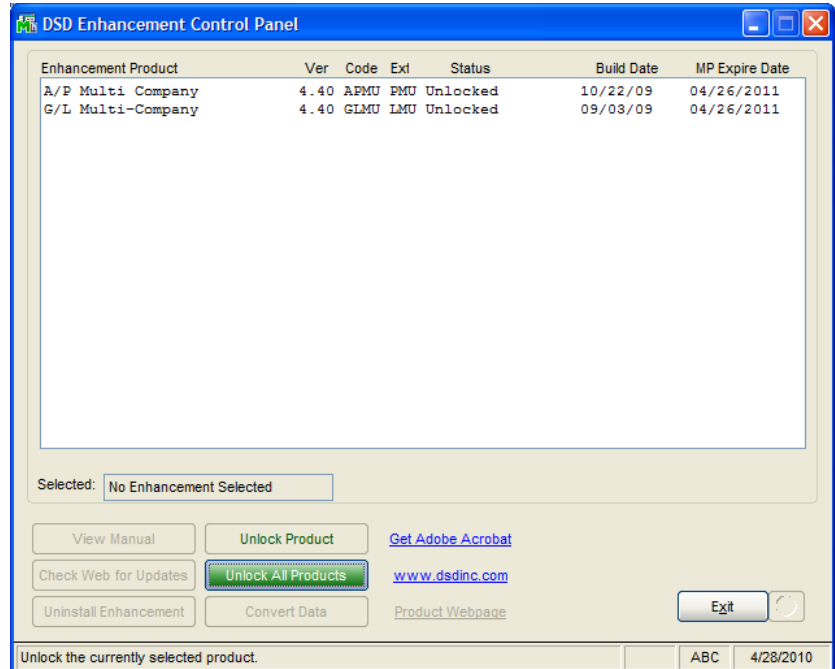 DSD Enhancement Control Panel
Enhancement Product Ver Code Ext Status Build Date MP Expire Date
A/P Multi Company 4.40 APMU PMU Unlocked 10/22/09 04/26/2011
G/L Multi-Company 4.40 GLMU LMU Unlocked 09/03/09 04/26/2011
Selected: No Enhancement Selected
View Manual Unlock Product Get Adobe Acrobat
Check Web for Updates Unlock All Products www.dsdinc.com
Uninstall Enhancement Convert Data Product Webpage Exit
Unlock the currently selected product. ABC 4/28/2010